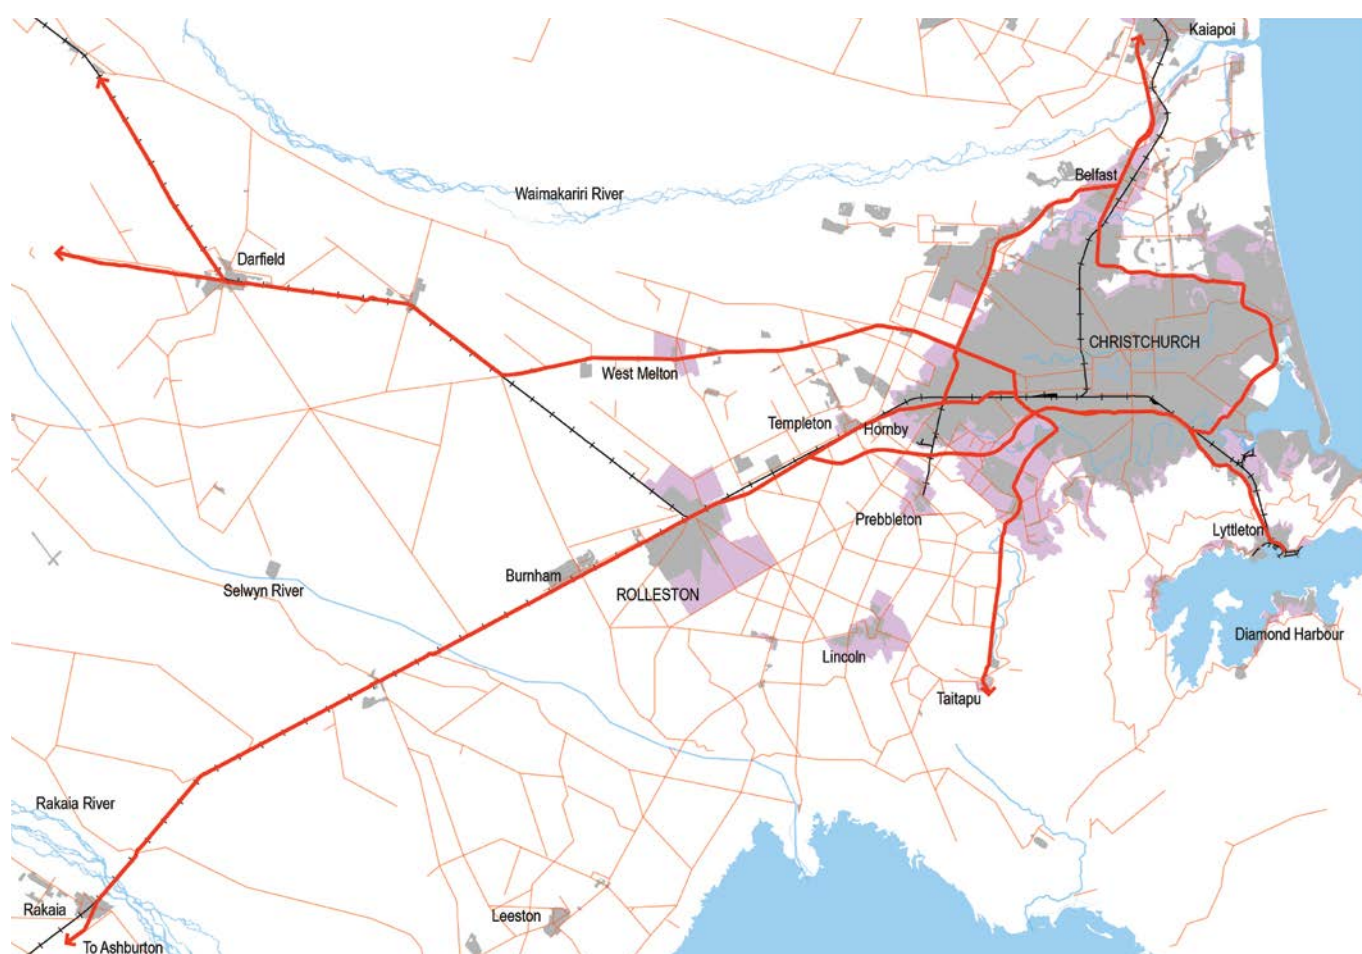 Kaiapoi
Belfast
Waimakariri River
Darfield
CHRISTCHURCH
West Melton
Templeton
Hornby
Prebbleton
Lyttleton
Burnham
ROLLESTON
Selwyn River
Diamond Harbour
Lincoln
Taitapu
Rakaia River
Rakaia
Leeston
To Ashburton